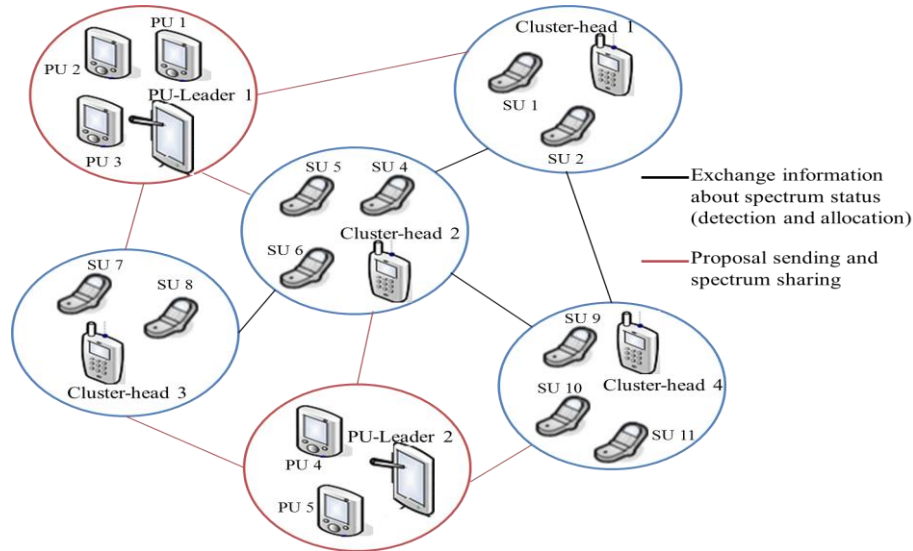 PU 1
PU 2
PU-Leader 1
PU 3
Cluster-head 1
SU 1
SU 2
SU 5
SU 4
Cluster-head 2
SU 6
Exchange information
about spectrum status
(detection and allocation)
Proposal sending and
spectrum sharing
SU 7
SU 8
Cluster-head 3
SU 9
Cluster-head 4
SU 10
SU 11
PU-Leader 2
PU 4
PU 5